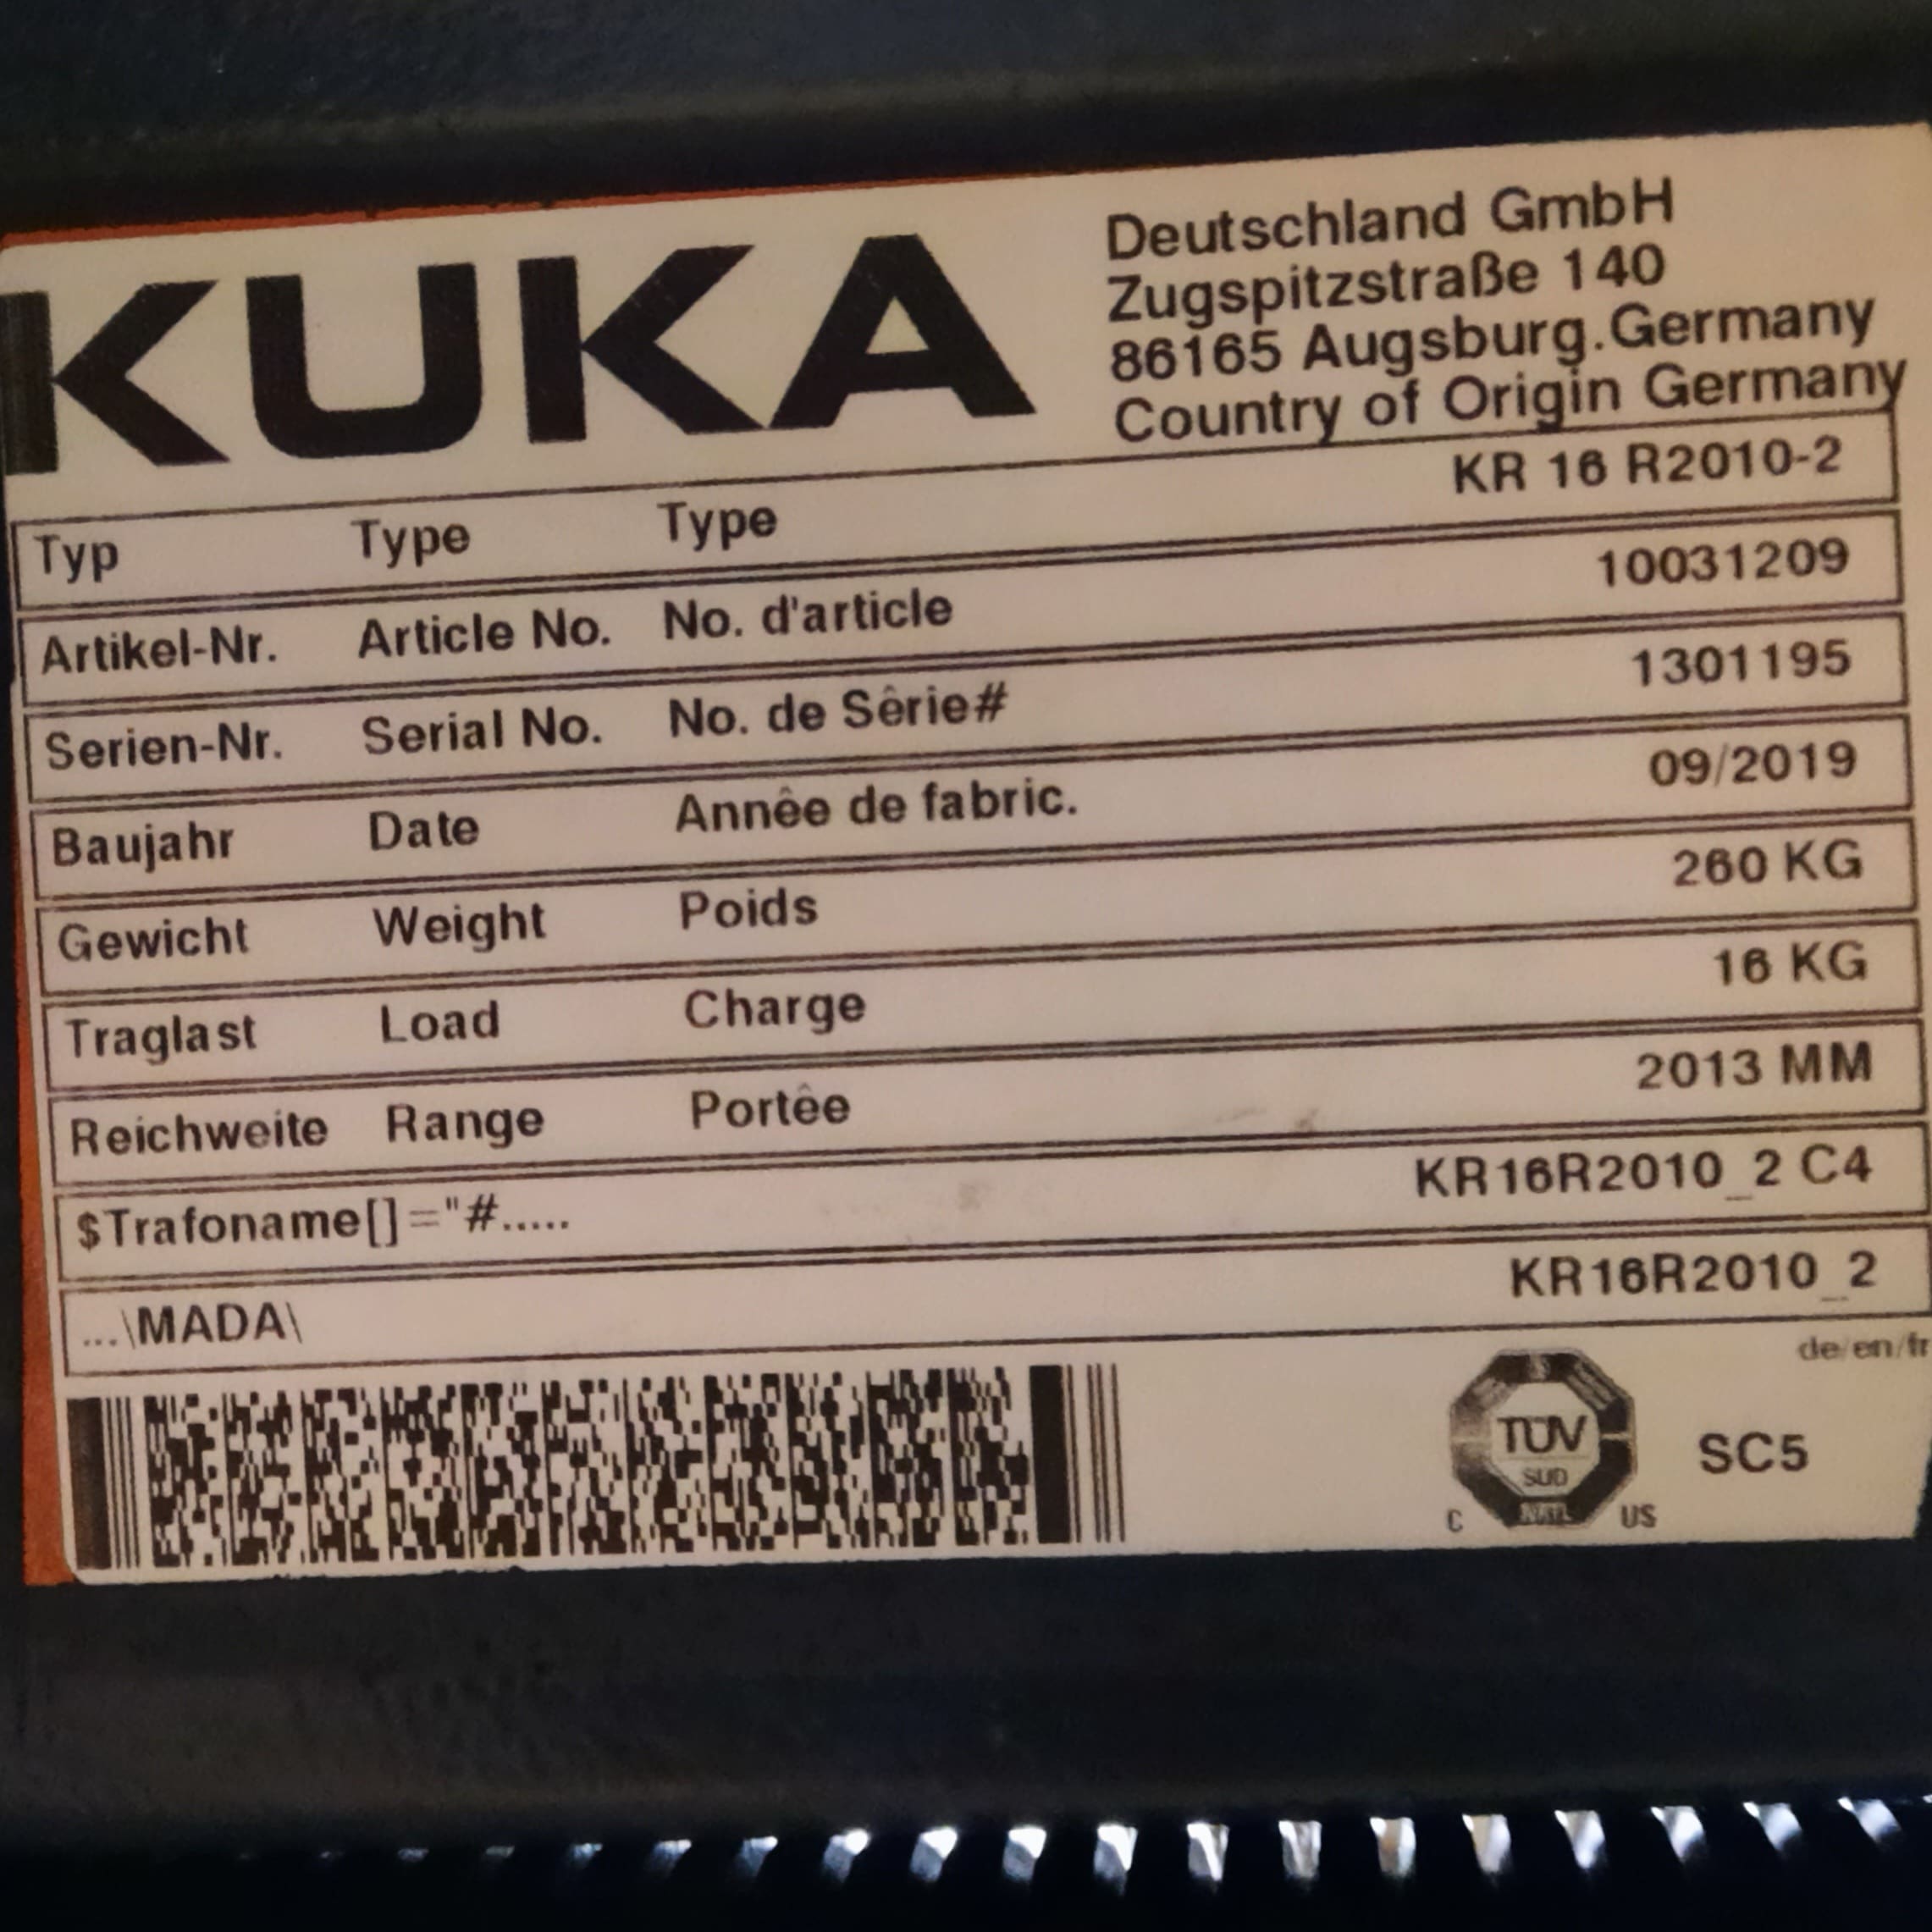 KUKA
Deutschland GmbH
Zugspitzstraße 140
86165 Augsburg.Germany
Country of Origin Germany
Typ Type Type KR 16 R2010-2
Artikel-Nr. Article No. No. d'article 10031209
Serien-Nr. Serial No. No. de Sêrie# 1301195
Baujahr Date Annêe de fabric. 09/2019
Gewicht Weight Poids 260 KG
Traglast Load Charge 16 KG
Reichweite Range Portêe 2013 MM
$Trafoname[]="#..... KR16R2010_2 C4
...\MADA\ KR16R2010_2
de/en/fr
TÜV
SÜD
C US
SC5